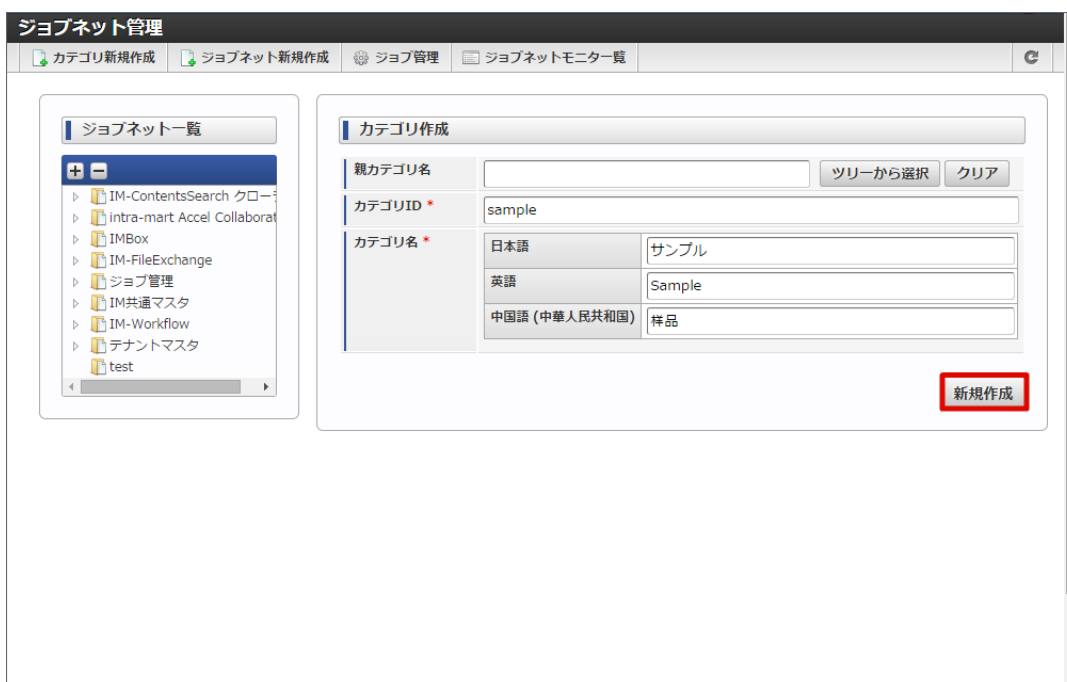 ジョブネット管理
カテゴリ新規作成 ジョブネット新規作成 ジョブ管理 ジョブネットモニター覧
ジョブネット一覧
IM-ContentsSearch クロー
intra-mart Accel Collaborat
IMBox
IM-FileExchange
ジョブ管理
IM共通マスタ
IM-Workflow
テナントマスタ
test
カテゴリ作成
親カテゴリ名 ツリーから選択 クリア
カテゴリID * sample
カテゴリ名 * 日本語 サンプル
英語 Sample
中国語 (中華人民共和国) 样品
新規作成